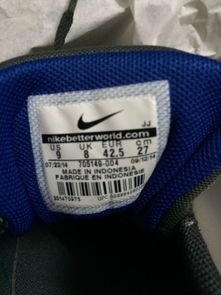 JJ
nikebetterworld.com
US UK EUR cm
9 8 42.5 27
07/22/14 705149-004 09/12/14
MADE IN INDONESIA
FABRIQUE EN INDONESIE